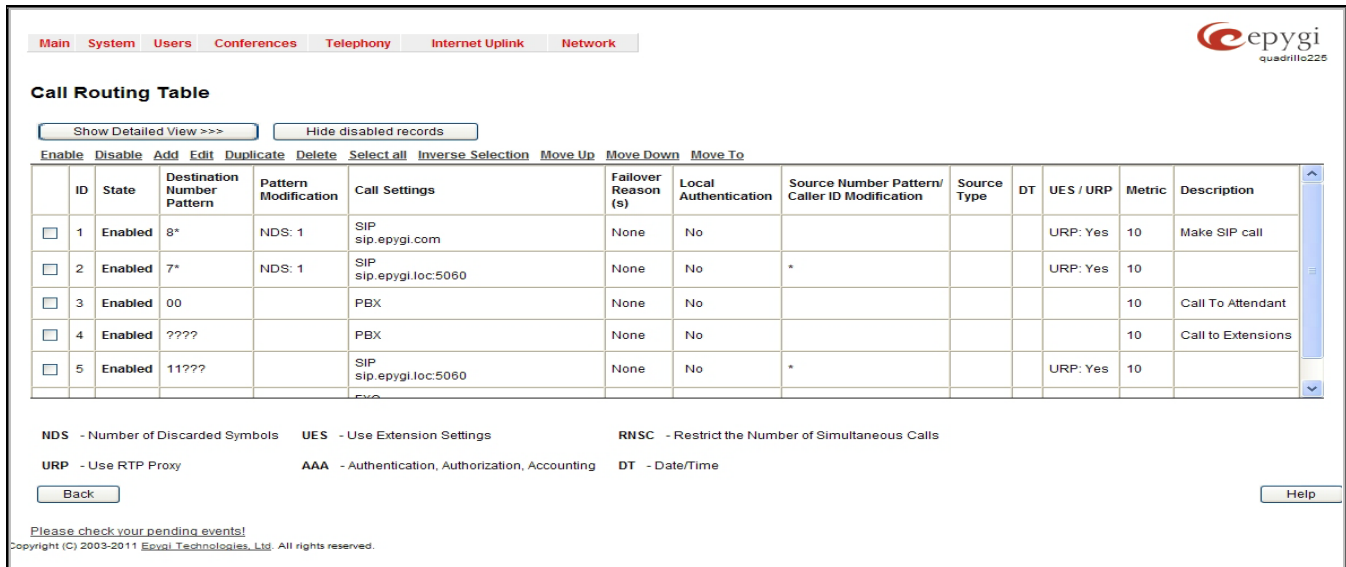 Main System Users Conferences Telephony Internet Uplink Network
epygi
quadrillo225
Call Routing Table
Show Detailed View >>> Hide disabled records
Enable Disable Add Edit Duplicate Delete Select all Inverse Selection Move Up Move Down Move To
ID State Destination Number Pattern Pattern Modification Call Settings Failover Reason (s) Local Authentication Source Number Pattern/ Caller ID Modification Source Type DT UES / URP Metric Description
1 Enabled 8* NDS: 1 SIP sip.epygi.com None No URP: Yes 10 Make SIP call
2 Enabled 7* NDS: 1 SIP sip.epygi.loc:5060 None No * URP: Yes 10
3 Enabled 00 PBX None No 10 Call To Attendant
4 Enabled ???? PBX None No 10 Call to Extensions
5 Enabled 11??? SIP sip.epygi.loc:5060 None No * URP: Yes 10
NDS - Number of Discarded Symbols UES - Use Extension Settings RNSC - Restrict the Number of Simultaneous Calls
URP - Use RTP Proxy AAA - Authentication, Authorization, Accounting DT - Date/Time
Back Help
Please check your pending events!
Copyright (C) 2003-2011 Epygi Technologies, Ltd. All rights reserved.